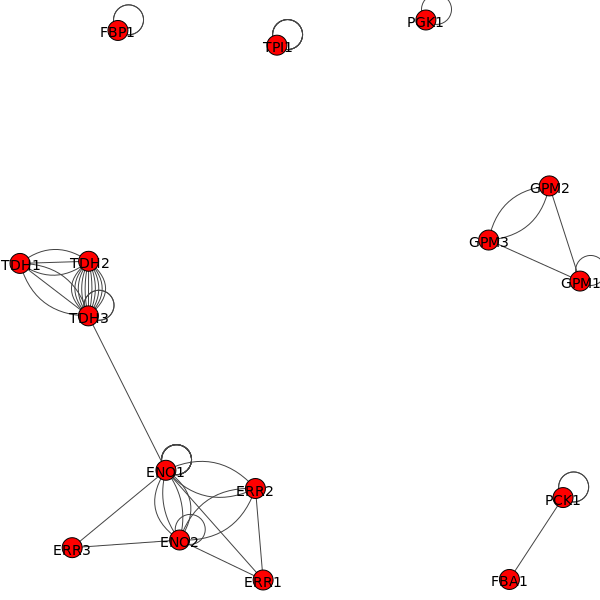 FBP1
TPI1
PGK1
GPM2
GPM3
GPM1
TDH1
TDH2
TDH3
ENO1
ERR2
ERR3
ENO2
ERR1
PCK1
FBA1